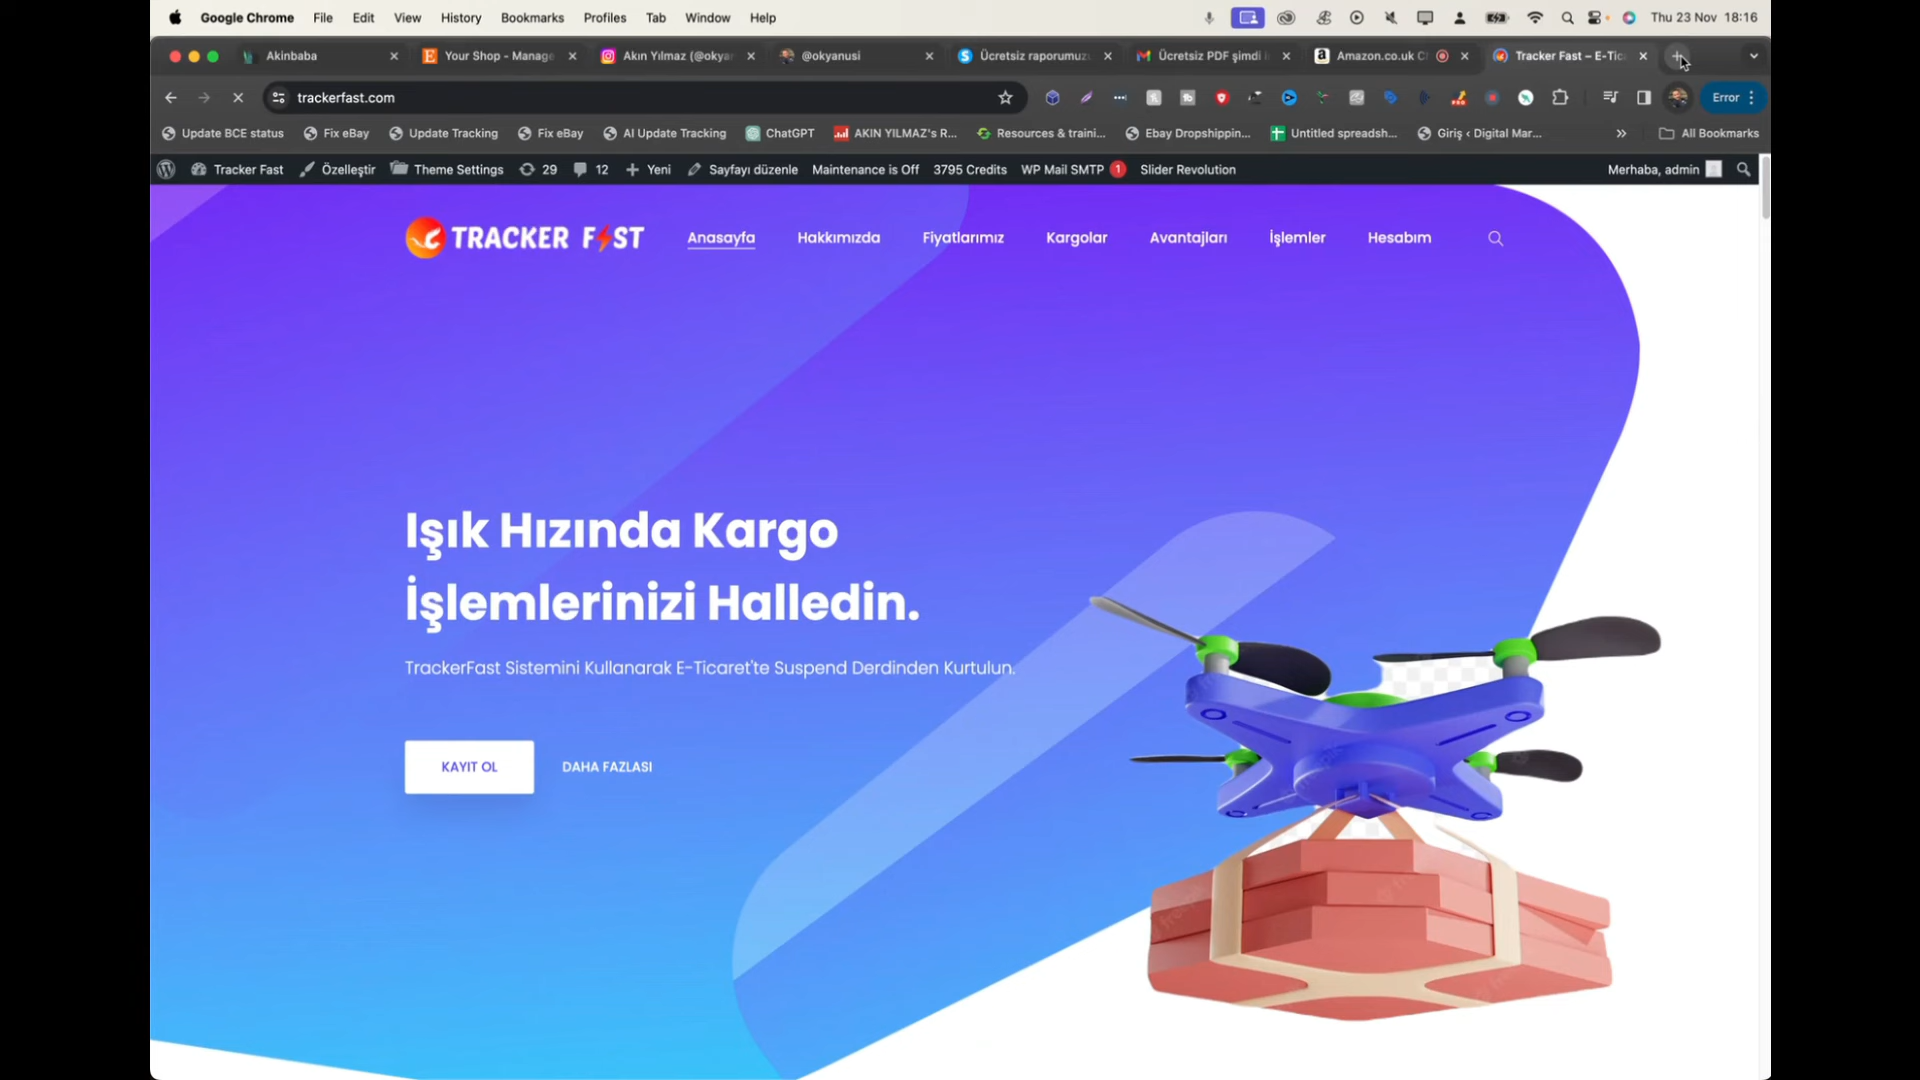 Google Chrome File Edit View History Bookmarks Profiles Tab Window Help Thu 23 Nov 18:16
Akinbaba Your Shop - Manage Akın Yılmaz (@okya @okyanusi Ücretsiz raporumuz Ücretsiz PDF şimdi Amazon.co.uk Tracker Fast – E-Tic
trackerfast.com Error
Update BCE status Fix eBay Update Tracking Fix eBay AI Update Tracking ChatGPT AKIN YILMAZ's R... Resources & traini... Ebay Dropshippin... Untitled spreadsh... Giriş ‹ Digital Mar... » All Bookmarks
Tracker Fast Özelleştir Theme Settings 29 12 Yeni Sayfayı düzenle Maintenance is Off 3795 Credits WP Mail SMTP 1 Slider Revolution Merhaba, admin
TRACKER FAST Anasayfa Hakkımızda Fiyatlarımız Kargolar Avantajları İşlemler Hesabım
Işık Hızında Kargo
İşlemlerinizi Halledin.
TrackerFast Sistemini Kullanarak E-Ticaret'te Suspend Derdinden Kurtulun.
KAYIT OL DAHA FAZLASI